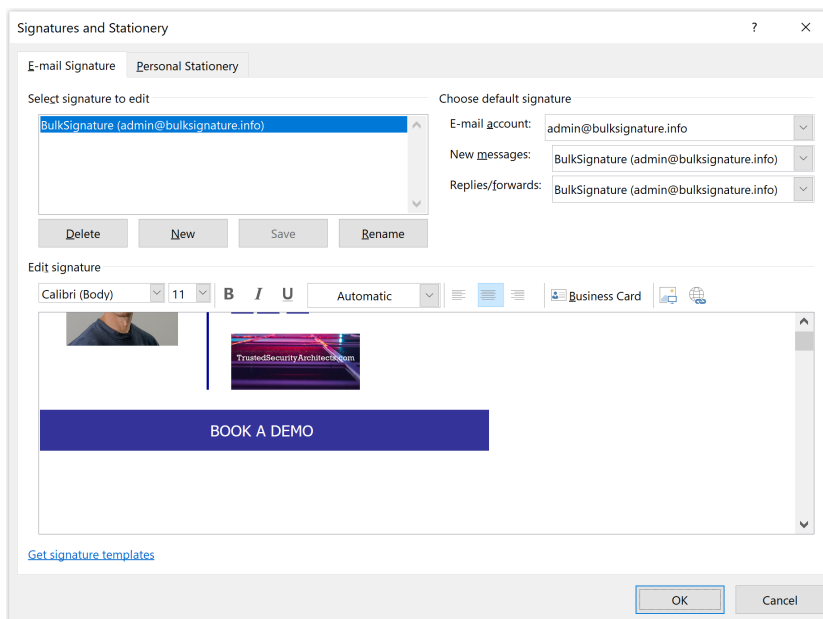 Signatures and Stationery
?
E-mail Signature
Personal Stationery
Select signature to edit
BulkSignature (admin@bulksignature.info)
Delete
New
Save
Rename
Choose default signature
E-mail account:
admin@bulksignature.info
New messages:
BulkSignature (admin@bulksignature.info)
Replies/forwards:
BulkSignature (admin@bulksignature.info)
Edit signature
Calibri (Body)
11
B
I
U
Automatic
Business Card
TrustedSecurityArchitects.com
BOOK A DEMO
Get signature templates
OK
Cancel